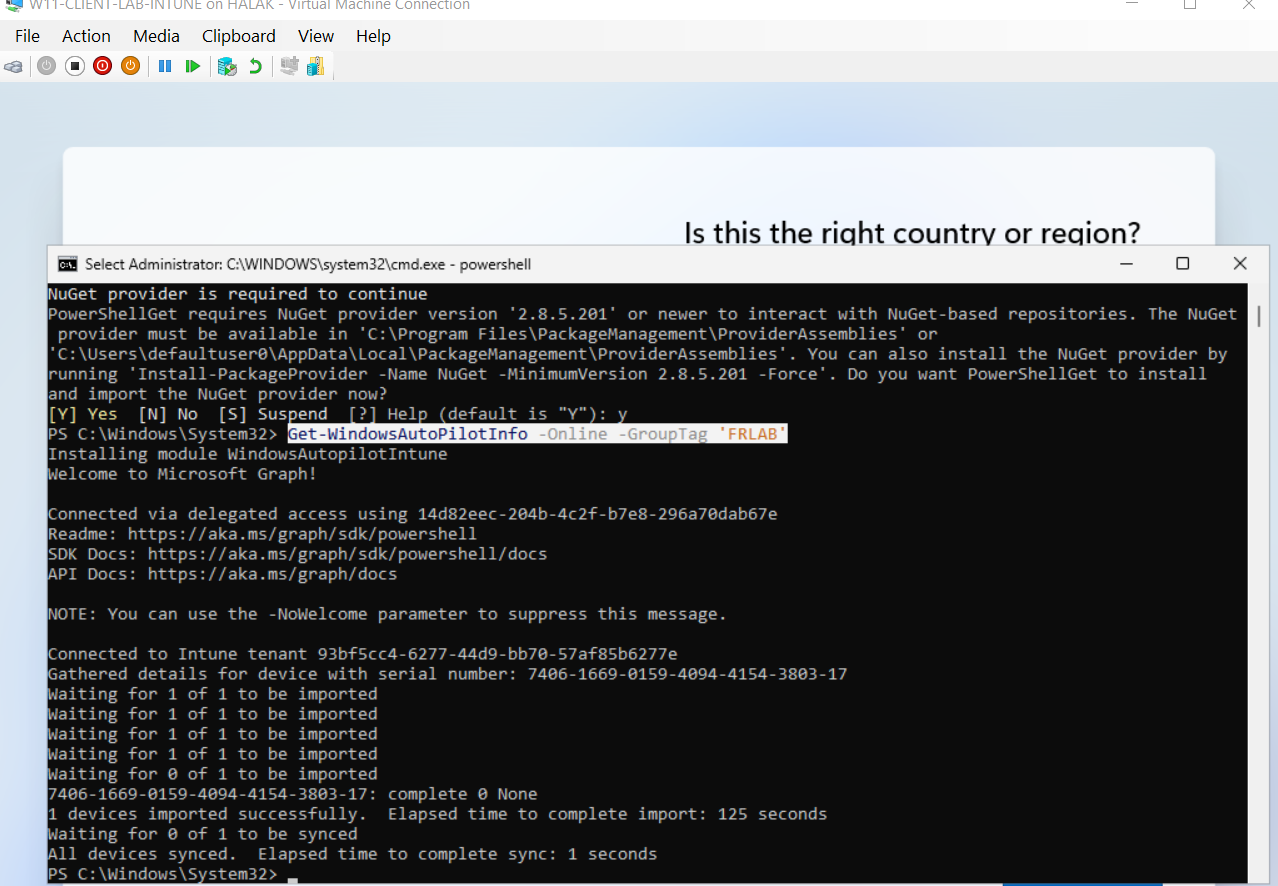 W11-CLIENT-LAB-INTUNE on HALAK - Virtual Machine Connection
File Action Media Clipboard View Help
Is this the right country or region?
Select Administrator: C:\WINDOWS\system32\cmd.exe - powershell
NuGet provider is required to continue
PowerShellGet requires NuGet provider version '2.8.5.201' or newer to interact with NuGet-based repositories. The NuGet
 provider must be available in 'C:\Program Files\PackageManagement\ProviderAssemblies' or
'C:\Users\defaultuser0\AppData\Local\PackageManagement\ProviderAssemblies'. You can also install the NuGet provider by
running 'Install-PackageProvider -Name NuGet -MinimumVersion 2.8.5.201 -Force'. Do you want PowerShellGet to install
and import the NuGet provider now?
[Y] Yes  [N] No  [S] Suspend  [?] Help (default is "Y"): y
PS C:\Windows\System32> Get-WindowsAutoPilotInfo -Online -GroupTag 'FRLAB'
Installing module WindowsAutopilotIntune
Welcome to Microsoft Graph!
Connected via delegated access using 14d82eec-204b-4c2f-b7e8-296a70dab67e
Readme: https://aka.ms/graph/sdk/powershell
SDK Docs: https://aka.ms/graph/sdk/powershell/docs
API Docs: https://aka.ms/graph/docs
NOTE: You can use the -NoWelcome parameter to suppress this message.
Connected to Intune tenant 93bf5cc4-6277-44d9-bb70-57af85b6277e
Gathered details for device with serial number: 7406-1669-0159-4094-4154-3803-17
Waiting for 1 of 1 to be imported
Waiting for 1 of 1 to be imported
Waiting for 1 of 1 to be imported
Waiting for 1 of 1 to be imported
Waiting for 0 of 1 to be imported
7406-1669-0159-4094-4154-3803-17: complete 0 None
1 devices imported successfully.  Elapsed time to complete import: 125 seconds
Waiting for 0 of 1 to be synced
All devices synced.  Elapsed time to complete sync: 1 seconds
PS C:\Windows\System32>